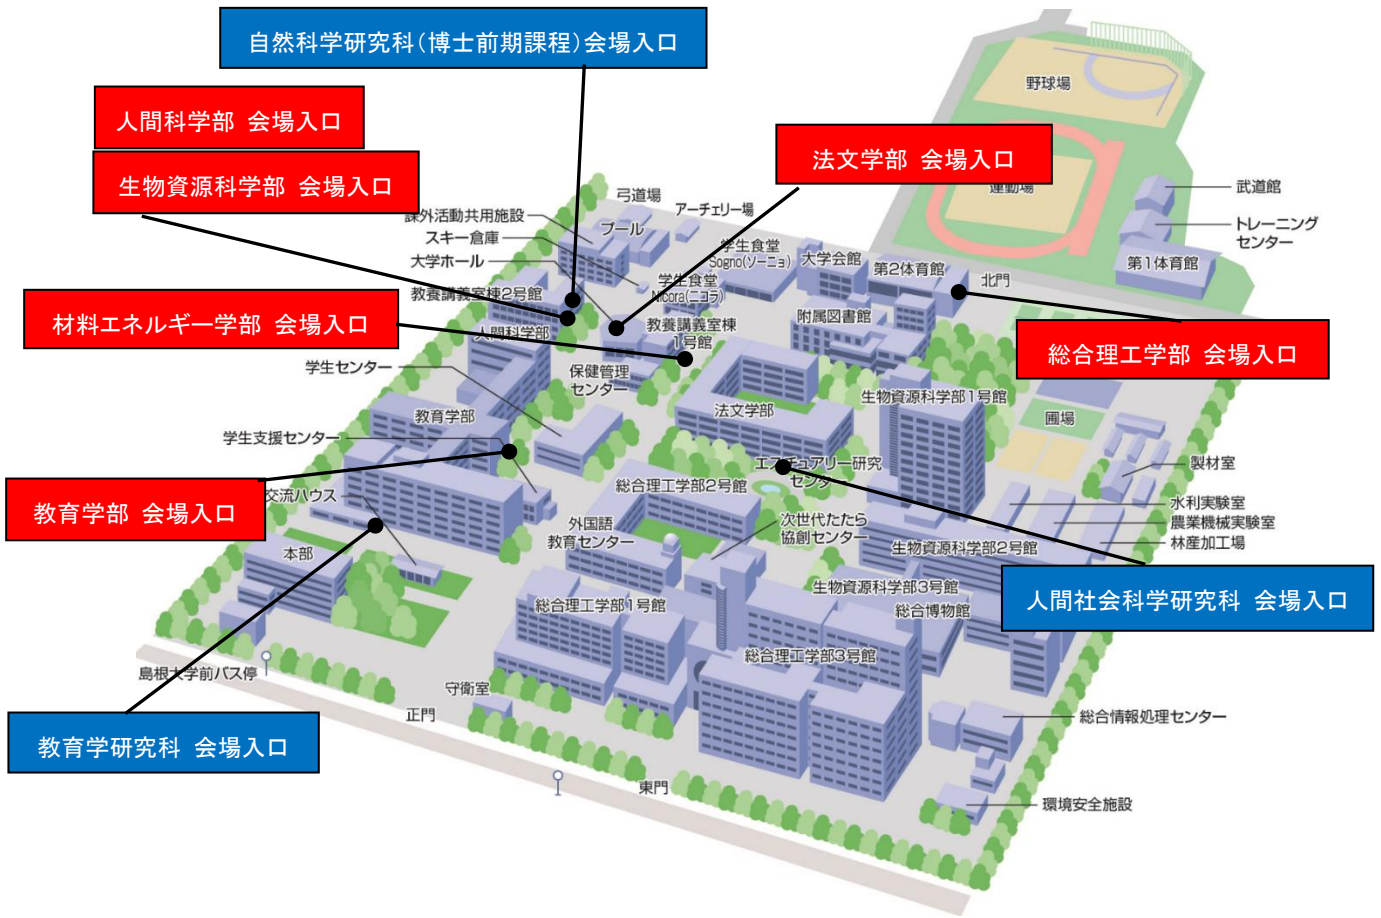 自然科学研究科(博士前期課程)会場入口
人間科学部 会場入口
生物資源科学部 会場入口
法文学部 会場入口
野球場
運動場
武道館
トレーニング
センター
第1体育館
弓道場
アーチェリー場
課外活動共用施設
プール
スキー倉庫
大学ホール
学生食堂
Sogno(ソーニョ)
大学会館
第2体育館
北門
教養講義室棟2号館
学生食堂
Nicora(ニコラ)
材料エネルギー学部 会場入口
人間科学部
教養講義室棟
1号館
附属図書館
総合理工学部 会場入口
学生センター
保健管理
センター
教育学部
法文学部
生物資源科学部1号館
圃場
学生支援センター
エスチュアリー研究
センター
製材室
教育学部 会場入口
交流ハウス
総合理工学部2号館
水利実験室
農業機械実験室
林産加工場
外国語
教育センター
次世代たたら
協創センター
本部
生物資源科学部2号館
生物資源科学部3号館
人間社会科学研究科 会場入口
総合理工学部1号館
総合博物館
総合理工学部3号館
島根大学前バス停
守衛室
正門
教育学研究科 会場入口
総合情報処理センター
東門
環境安全施設